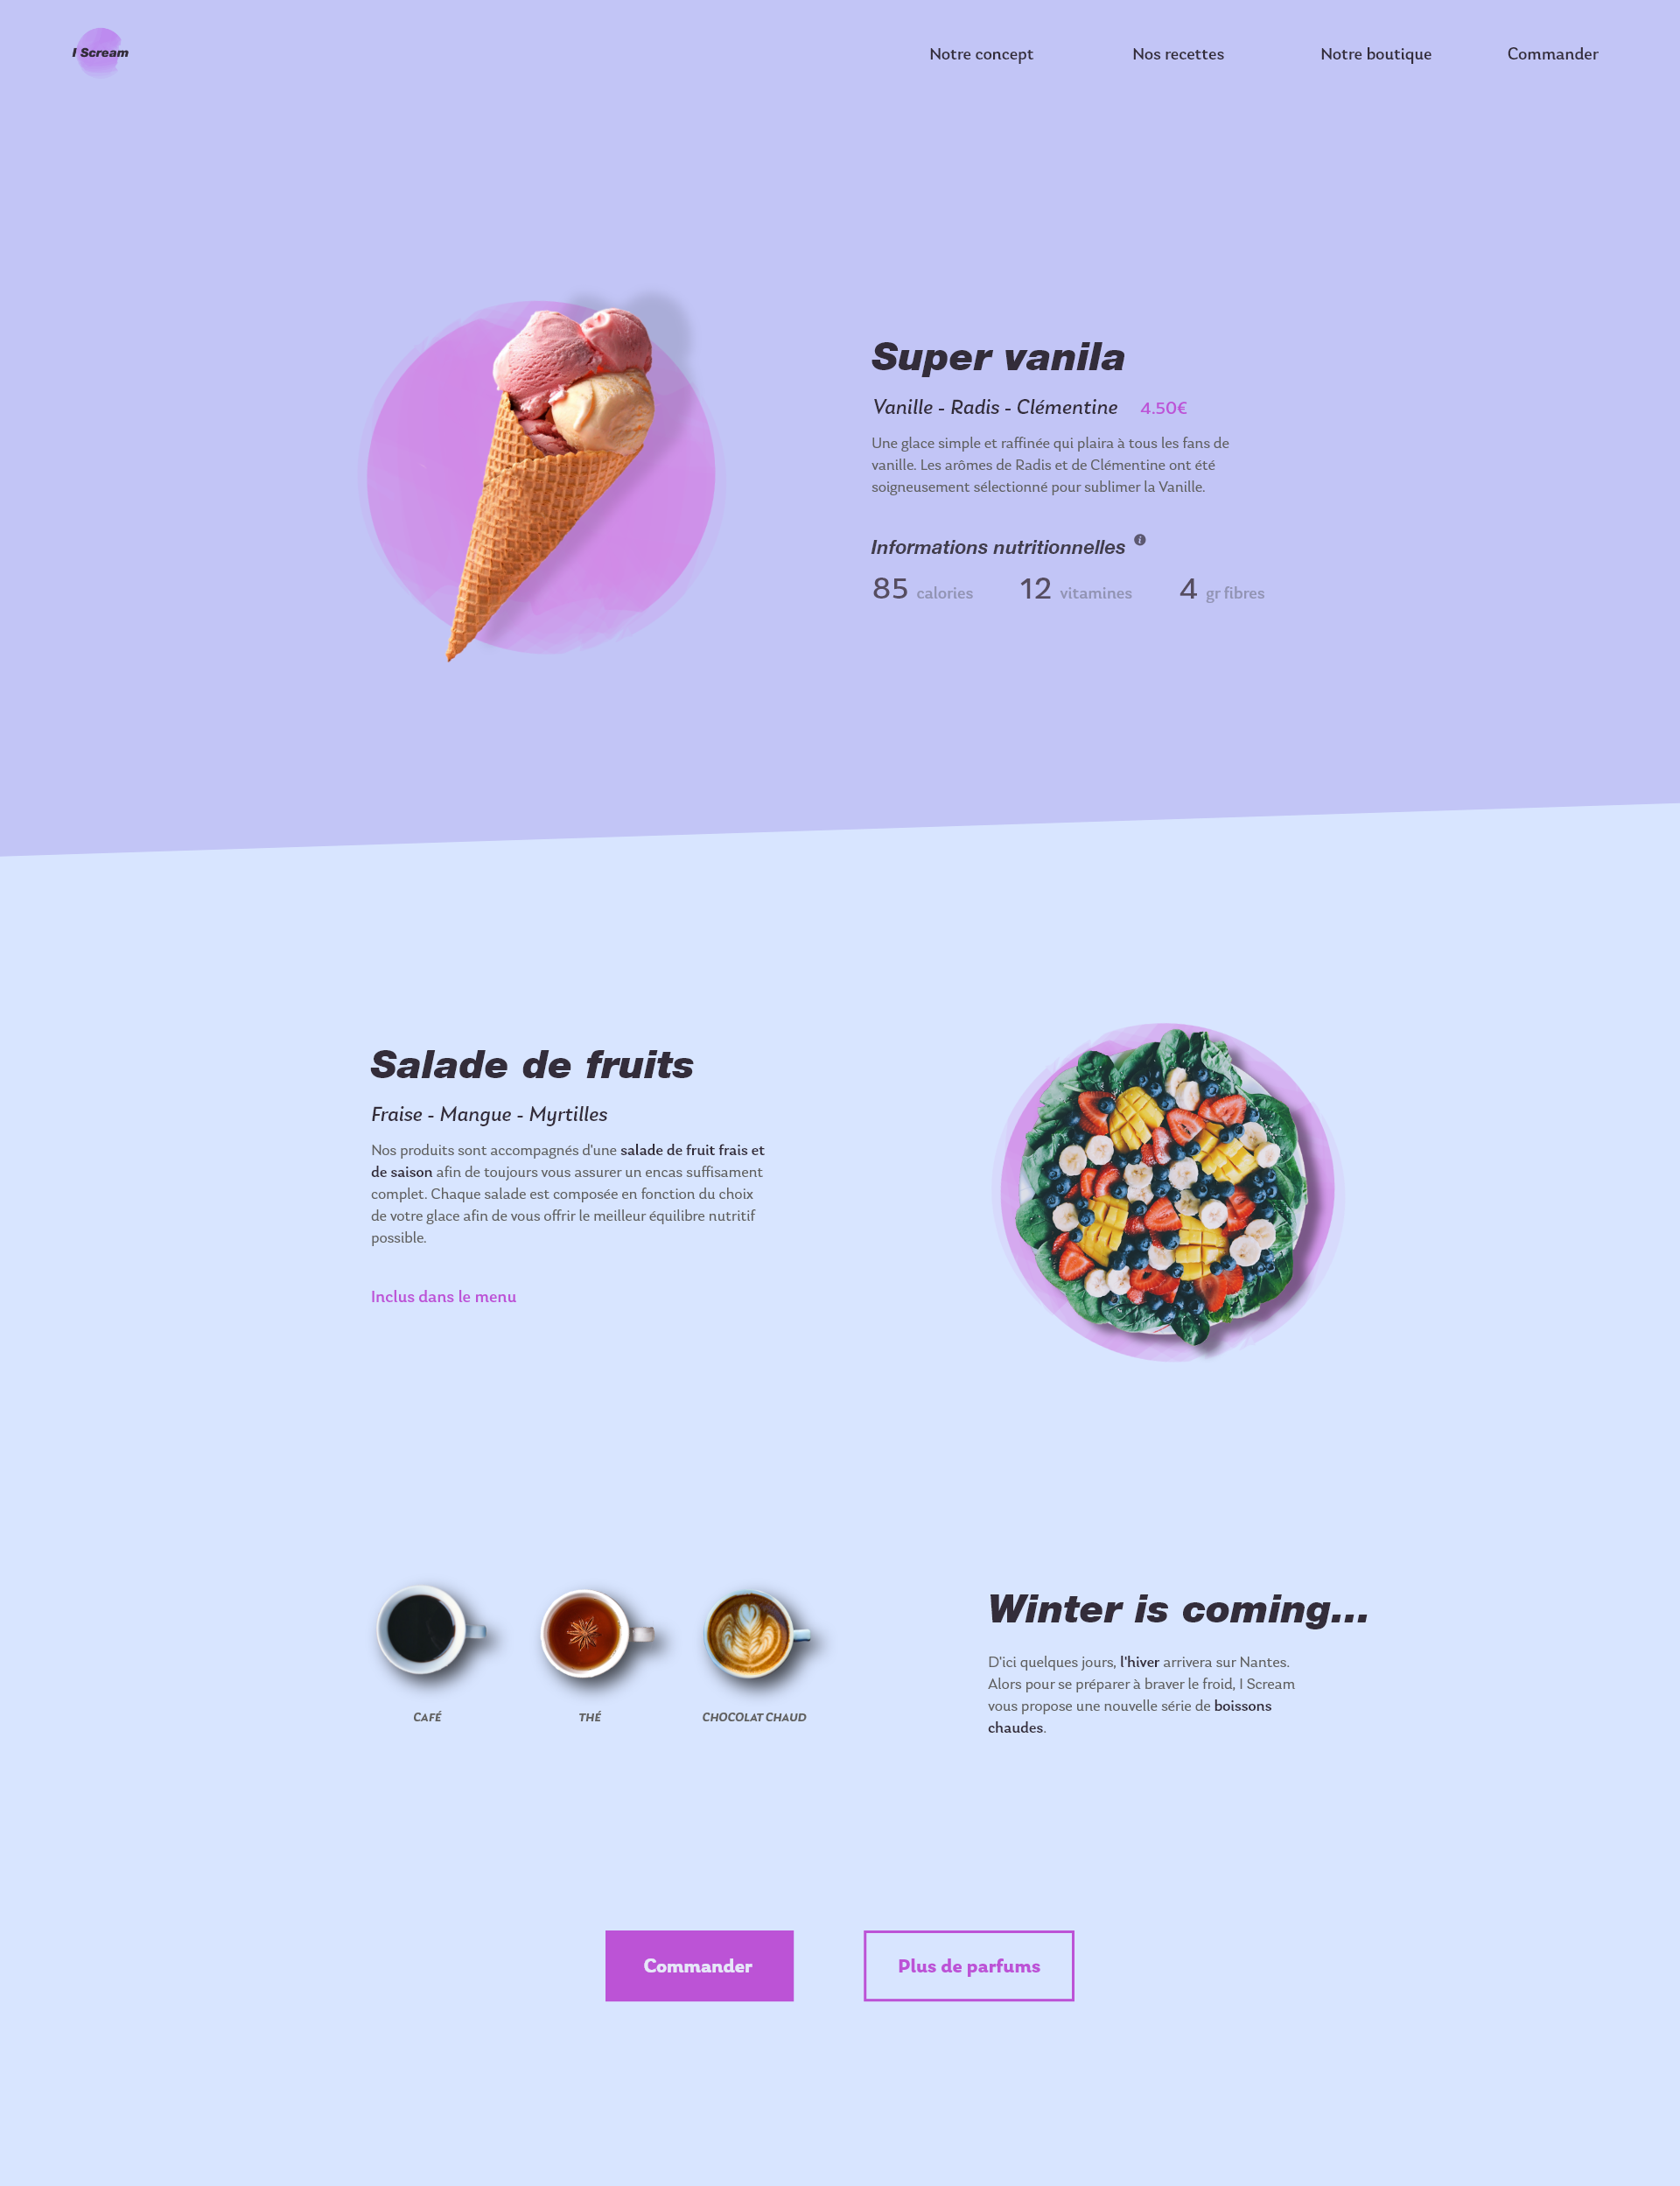 I Scream
Notre concept
Nos recettes
Notre boutique
Commander
Super vanila
Vanille - Radis - Clémentine 4.50€
Une glace simple et raffinée qui plaira à tous les fans de
vanille. Les arômes de Radis et de Clémentine ont été
soigneusement sélectionné pour sublimer la Vanille.
Informations nutritionnelles i
85 calories 12 vitamines 4 gr fibres
Salade de fruits
Fraise - Mangue - Myrtilles
Nos produits sont accompagnés d'une salade de fruit frais et
de saison afin de toujours vous assurer un encas suffisament
complet. Chaque salade est composée en fonction du choix
de votre glace afin de vous offrir le meilleur équilibre nutritif
possible.
Inclus dans le menu
CAFÉ
THÉ
CHOCOLAT CHAUD
Winter is coming...
D'ici quelques jours, l'hiver arrivera sur Nantes.
Alors pour se préparer à braver le froid, I Scream
vous propose une nouvelle série de boissons
chaudes.
Commander
Plus de parfums